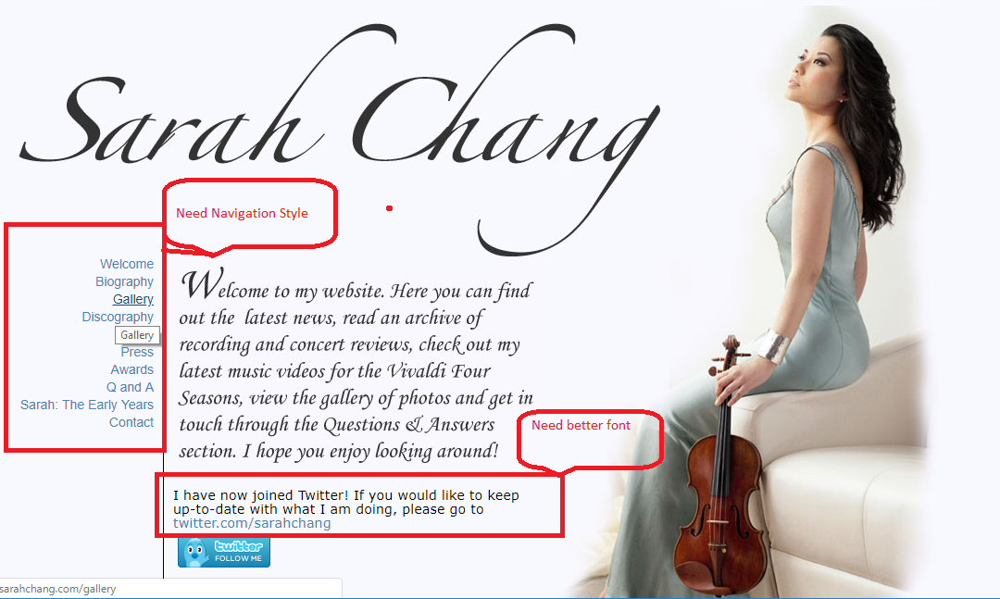 Sarah Chang
Need Navigation Style
Welcome
Biography
Gallery
Discography
Gallery
Press
Awards
Q and A
Sarah: The Early Years
Contact
Welcome to my website. Here you can find
out the latest news, read an archive of
recording and concert reviews, check out my
latest music videos for the Vivaldi Four
Seasons, view the gallery of photos and get in
touch through the Questions & Answers
section. I hope you enjoy looking around!
Need better font
I have now joined Twitter! If you would like to keep
up-to-date with what I am doing, please go to
twitter.com/sarahchang
twitter
FOLLOW ME
sarahchang.com/gallery